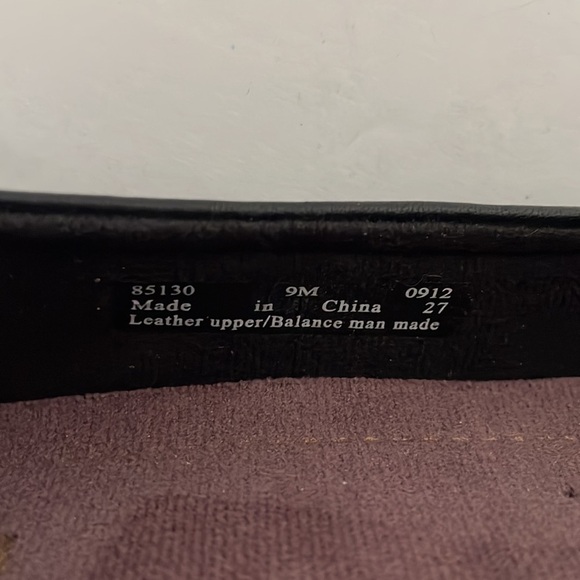 85130 9M 0912
Made in China 27
Leather upper/Balance man made